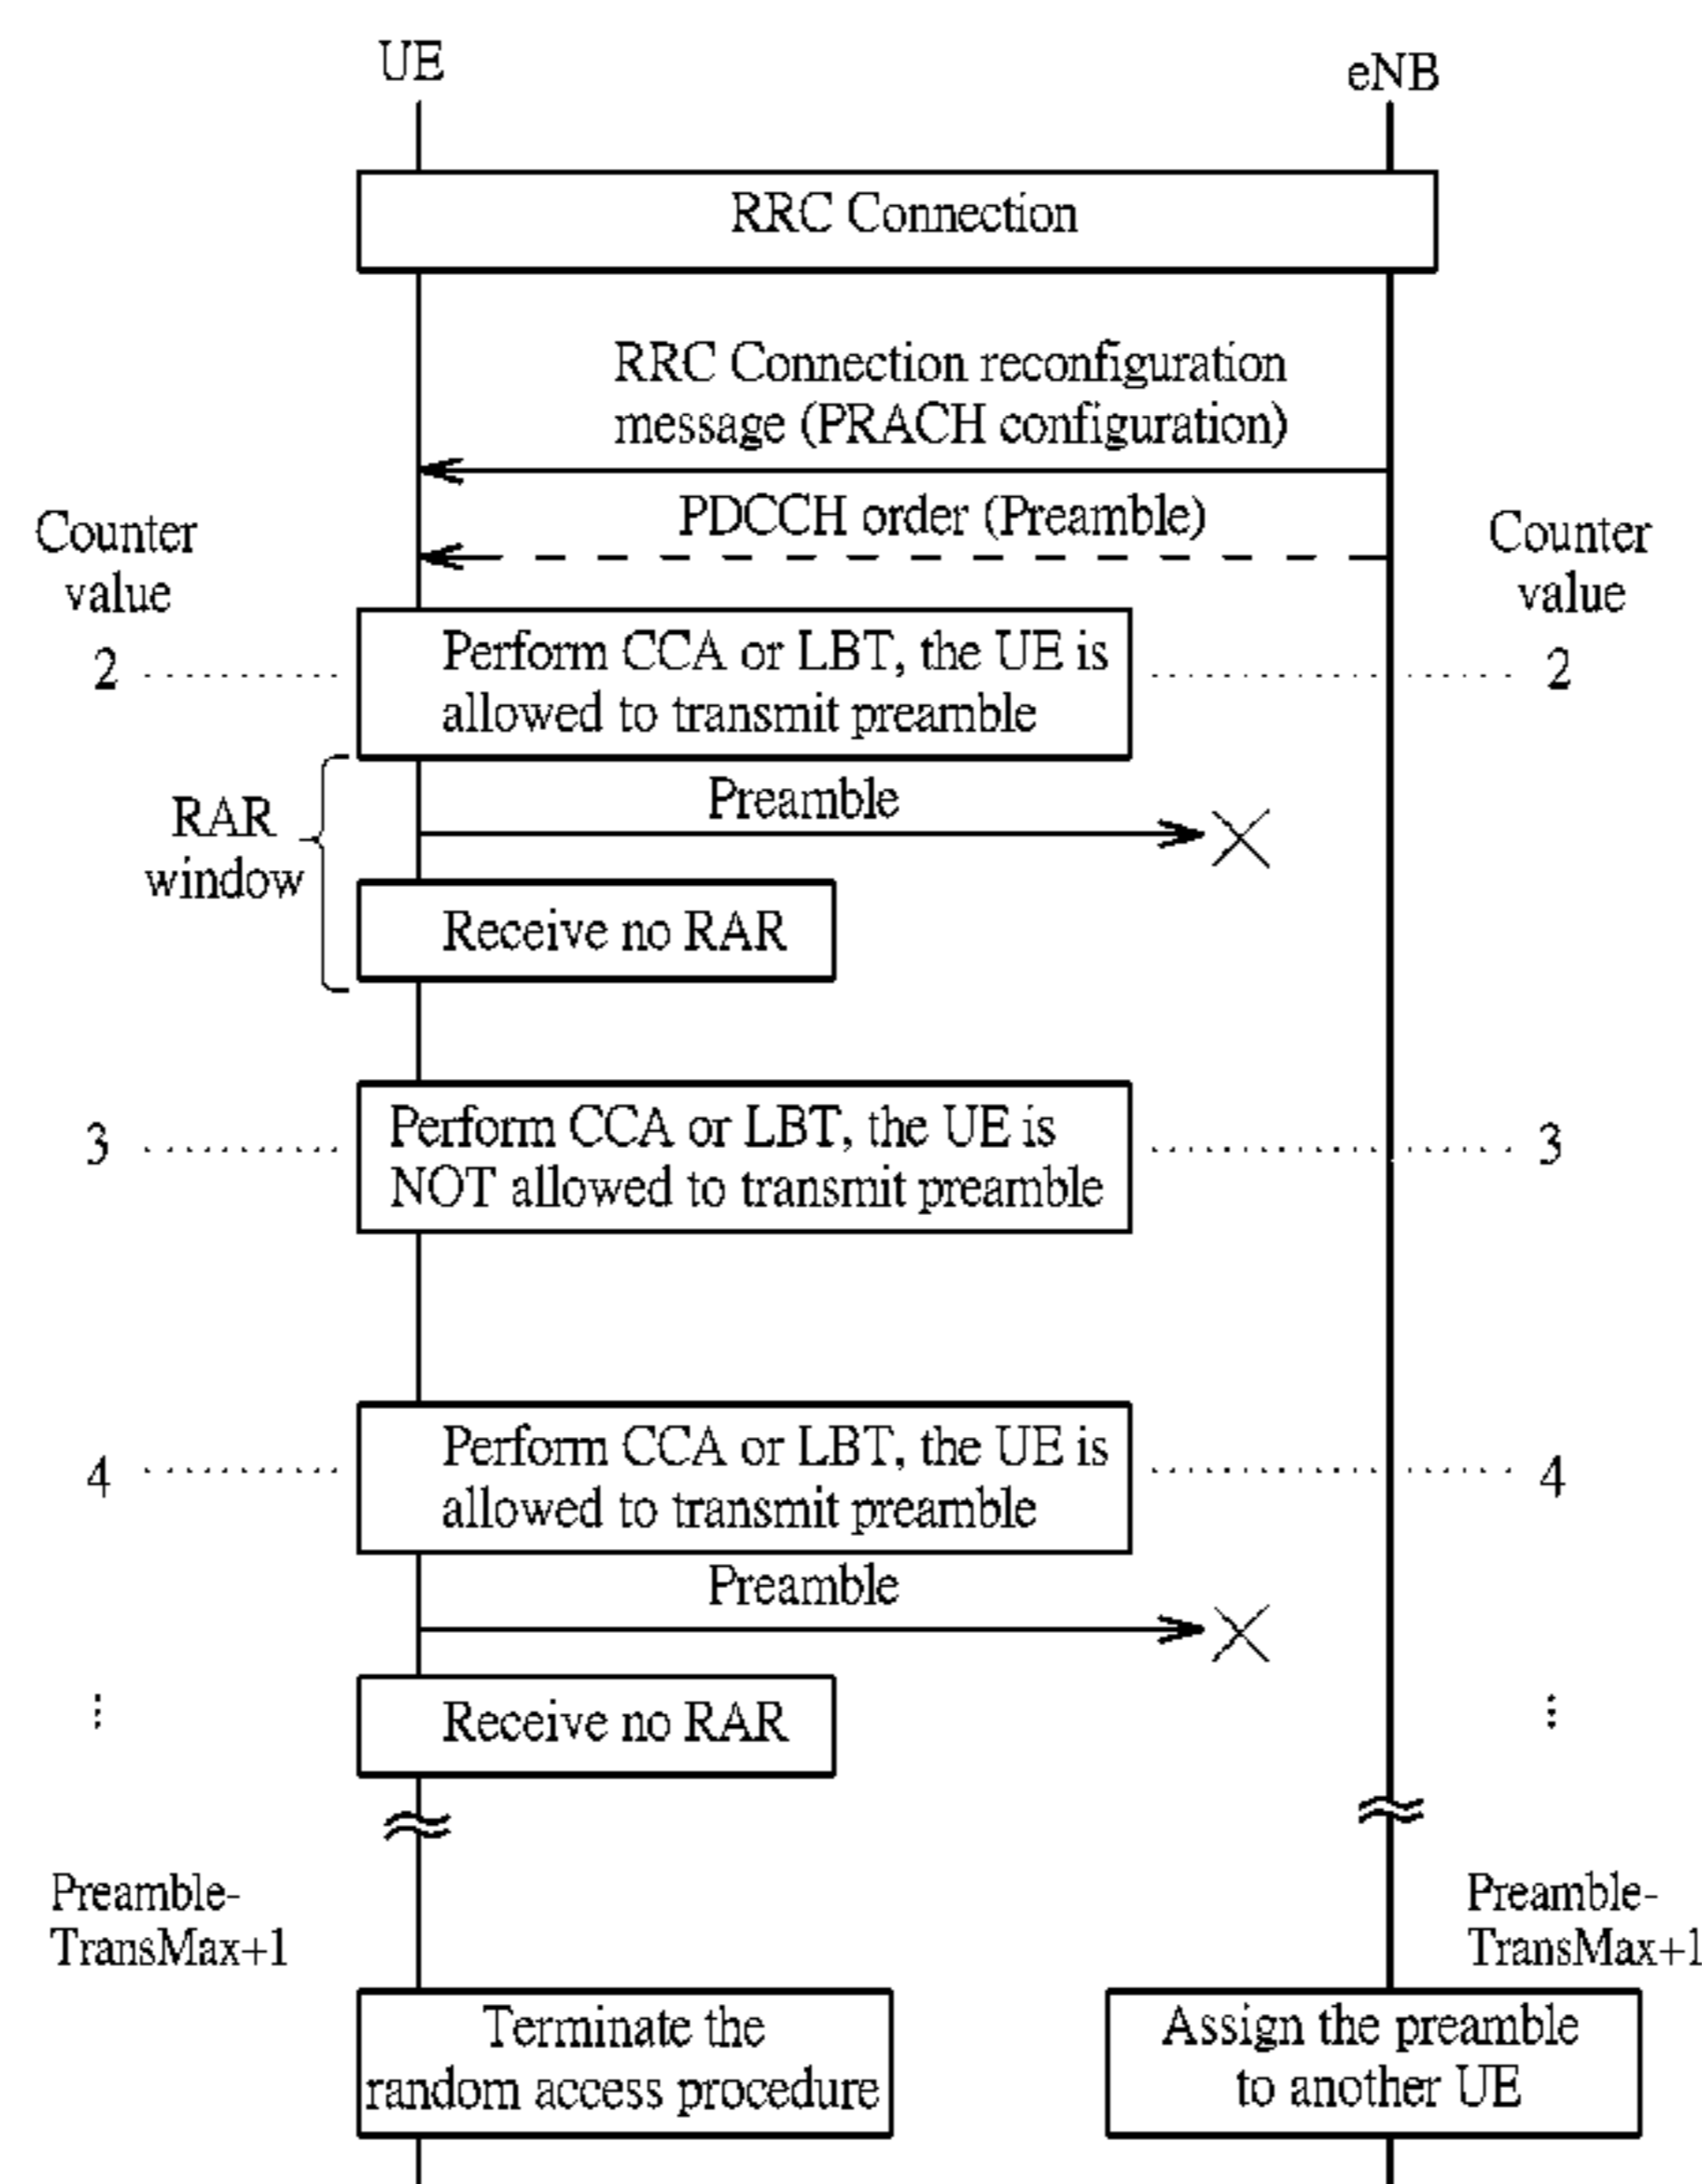 UE
eNB
RRC Connection
RRC Connection reconfiguration
message (PRACH configuration)
PDCCH order (Preamble)
Counter
value
Counter
value
2
Perform CCA or LBT, the UE is
allowed to transmit preamble
2
RAR
window
Preamble
Receive no RAR
3
Perform CCA or LBT, the UE is
NOT allowed to transmit preamble
3
4
Perform CCA or LBT, the UE is
allowed to transmit preamble
4
Preamble
Receive no RAR
Preamble-
TransMax+1
Preamble-
TransMax+1
Terminate the
random access procedure
Assign the preamble
to another UE